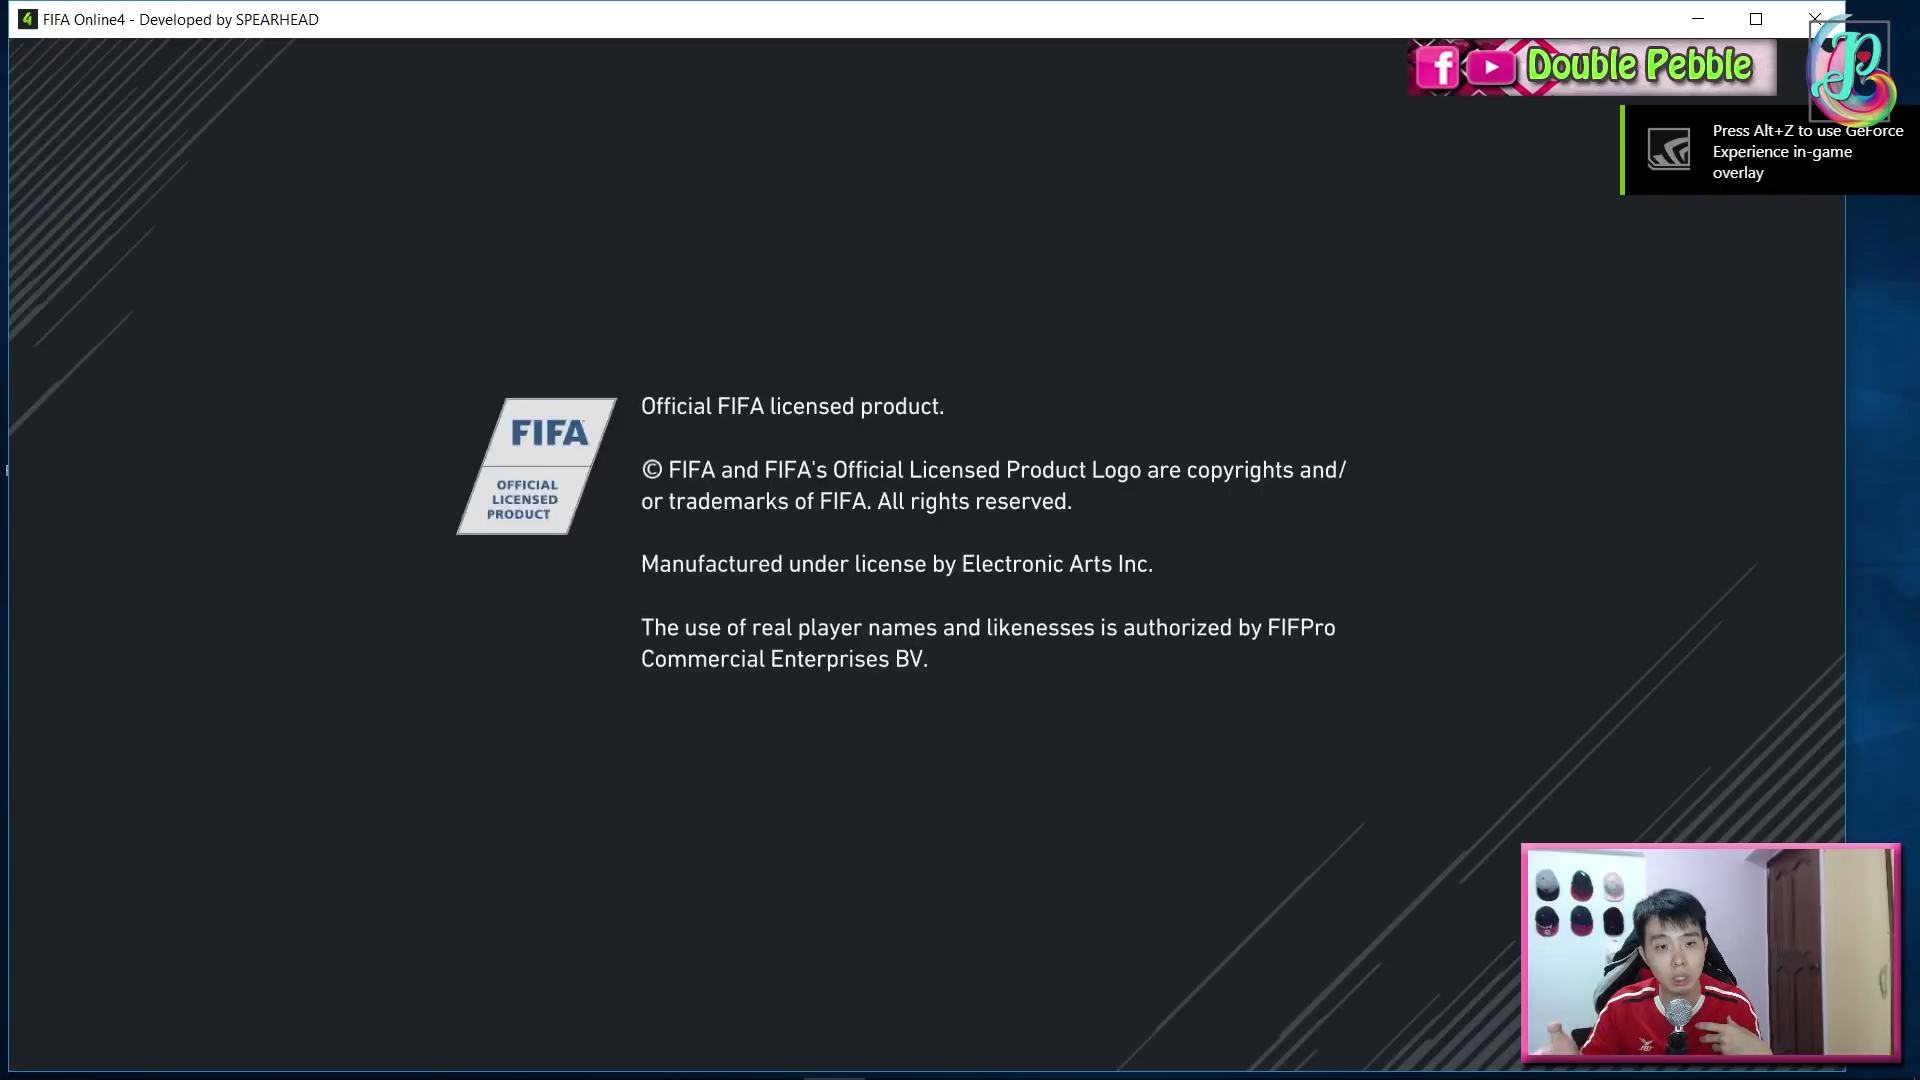 FIFA Online4 - Developed by SPEARHEAD
Double Pebble
Press Alt+Z to use GeForce
Experience in-game
overlay
FIFA
OFFICIAL
LICENSED
PRODUCT
Official FIFA licensed product.
© FIFA and FIFA's Official Licensed Product Logo are copyrights and/
or trademarks of FIFA. All rights reserved.
Manufactured under license by Electronic Arts Inc.
The use of real player names and likenesses is authorized by FIFPro
Commercial Enterprises BV.